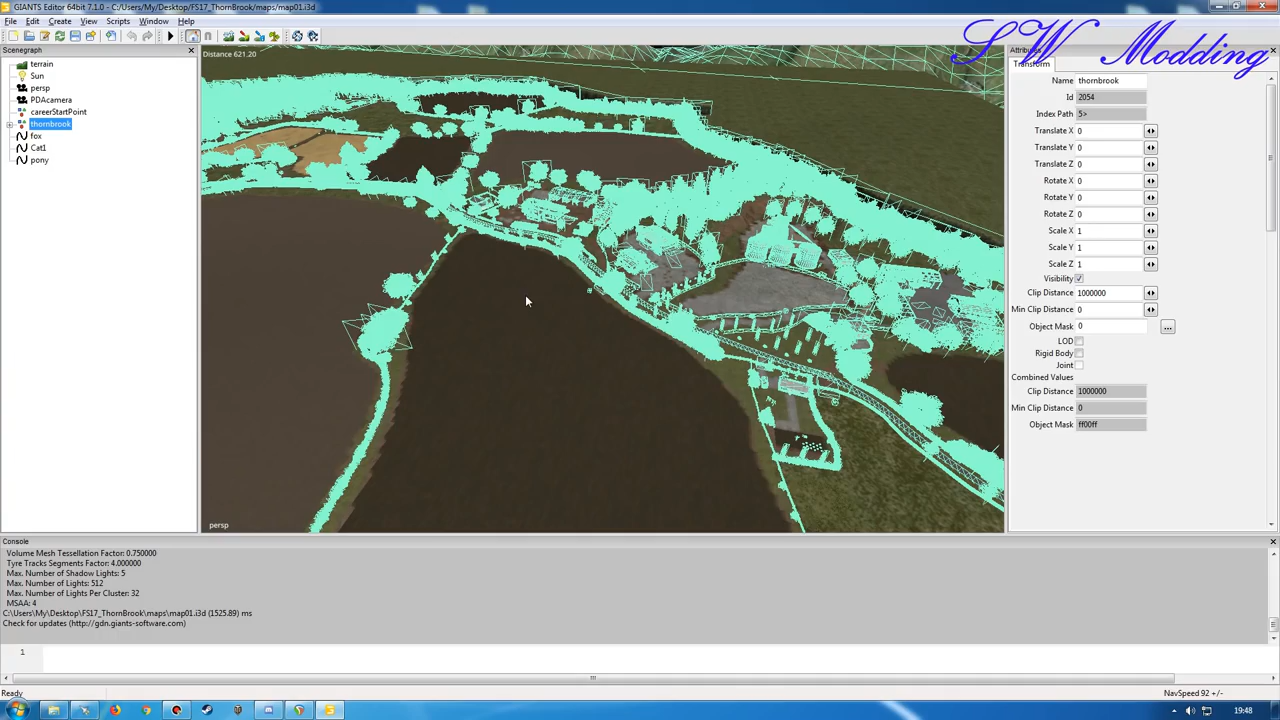 GIANTS Editor 64bit 7.1.0 - C:/Users/My/Desktop/FS17_ThornBrook/maps/map01.i3d
File Edit Create View Scripts Window Help
SW Modding
Scenegraph
terrain
Sun
persp
PDAcamera
careerStartPoint
thornbrook
fox
Cat1
pony
Distance 621.20
persp
Attributes
Transform
Name thornbrook
Id 2054
Index Path 5>
Translate X 0
Translate Y 0
Translate Z 0
Rotate X 0
Rotate Y 0
Rotate Z 0
Scale X 1
Scale Y 1
Scale Z 1
Visibility
Clip Distance 1000000
Min Clip Distance 0
Object Mask 0 ...
LOD
Rigid Body
Joint
Combined Values
Clip Distance 1000000
Min Clip Distance 0
Object Mask ff00ff
Console
Volume Mesh Tessellation Factor: 0.750000
Tyre Tracks Segments Factor: 4.000000
Max. Number of Shadow Lights: 5
Max. Number of Lights: 512
Max. Number of Lights Per Cluster: 32
MSAA: 4
C:\Users\My\Desktop\FS17_ThornBrook\maps\map01.i3d (1525.89) ms
Check for updates (http://gdn.giants-software.com)
1
Ready
NavSpeed 92 +/-
19:48